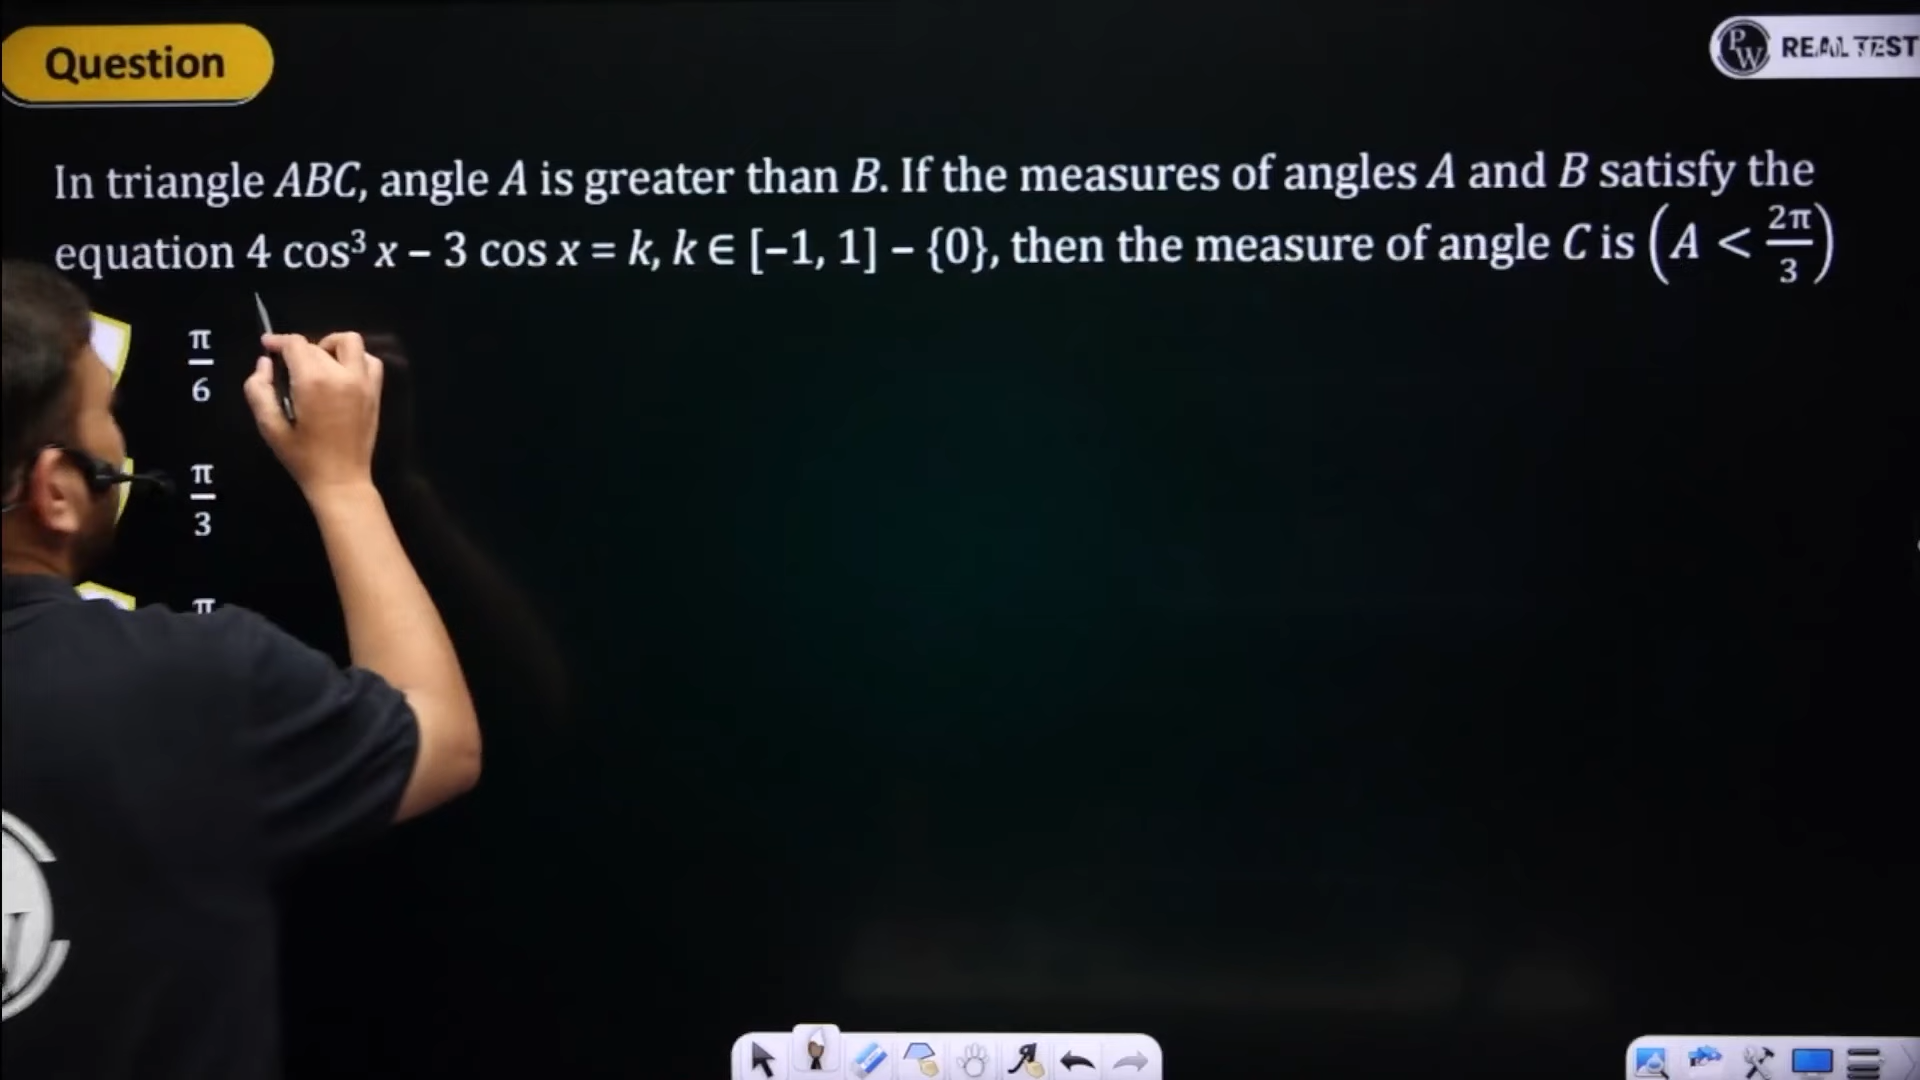 Question
PW REAL TEST
In triangle ABC, angle A is greater than B. If the measures of angles A and B satisfy the
equation 4 cos³ x – 3 cos x = k, k ∈ [–1, 1] – {0}, then the measure of angle C is (A < 2π/3)
π/6
π/3
π